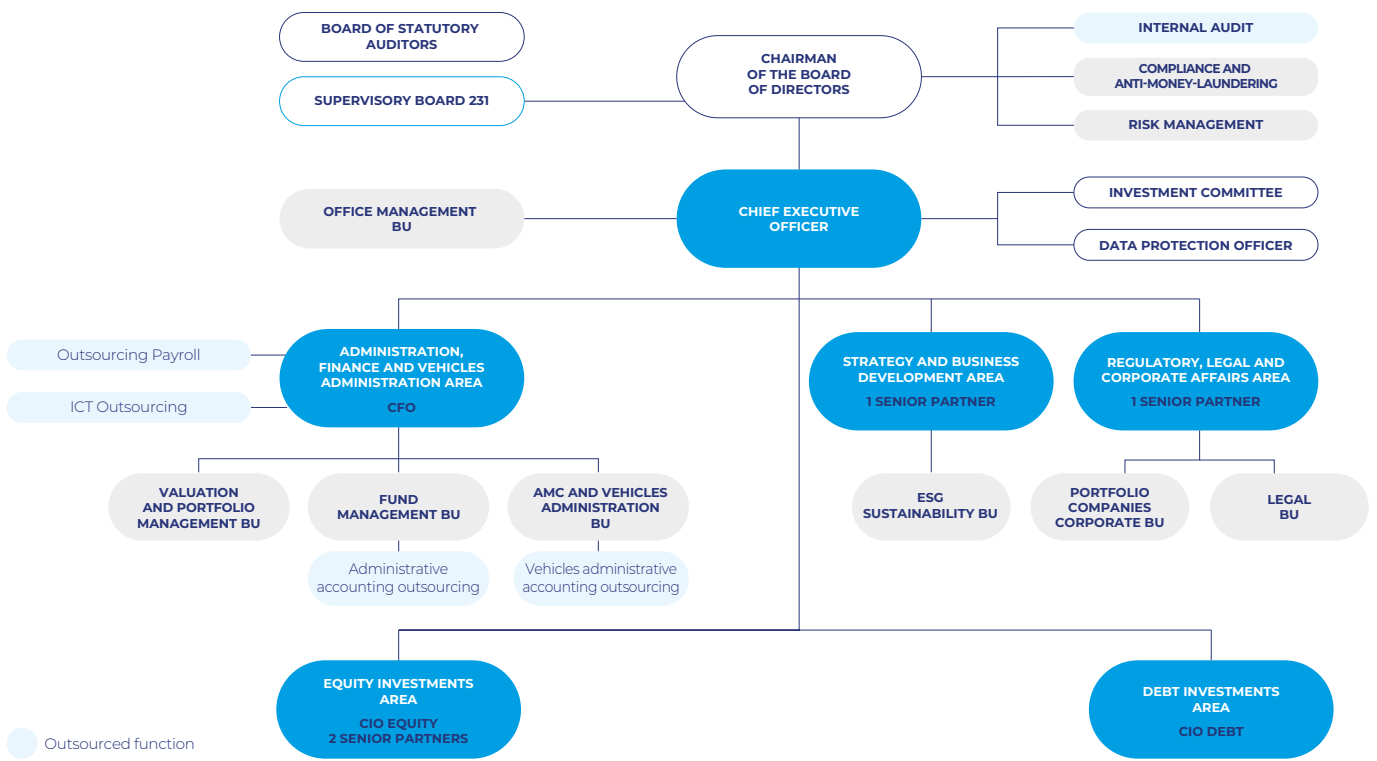 BOARD OF STATUTORY
AUDITORS
SUPERVISORY BOARD 231
CHAIRMAN
OF THE BOARD
OF DIRECTORS
INTERNAL AUDIT
COMPLIANCE AND
ANTI-MONEY-LAUNDERING
RISK MANAGEMENT
OFFICE MANAGEMENT
BU
CHIEF EXECUTIVE
OFFICER
INVESTMENT COMMITTEE
DATA PROTECTION OFFICER
Outsourcing Payroll
ICT Outsourcing
ADMINISTRATION,
FINANCE AND VEHICLES
ADMINISTRATION AREA
CFO
STRATEGY AND BUSINESS
DEVELOPMENT AREA
1 SENIOR PARTNER
REGULATORY, LEGAL AND
CORPORATE AFFAIRS AREA
1 SENIOR PARTNER
VALUATION
AND PORTFOLIO
MANAGEMENT BU
FUND
MANAGEMENT BU
AMC AND VEHICLES
ADMINISTRATION
BU
ESG
SUSTAINABILITY BU
PORTFOLIO
COMPANIES
CORPORATE BU
LEGAL
BU
Administrative
accounting outsourcing
Vehicles administrative
accounting outsourcing
EQUITY INVESTMENTS
AREA
CIO EQUITY
2 SENIOR PARTNERS
DEBT INVESTMENTS
AREA
CIO DEBT
Outsourced function